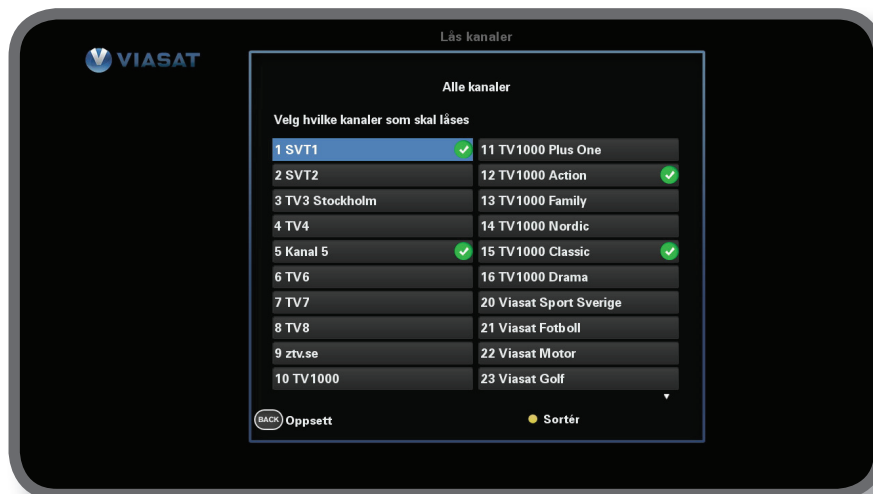 Lås kanaler
VIASAT
Alle kanaler
Velg hvilke kanaler som skal låses
1 SVT1
2 SVT2
3 TV3 Stockholm
4 TV4
5 Kanal 5
6 TV6
7 TV7
8 TV8
9 ztv.se
10 TV1000
11 TV1000 Plus One
12 TV1000 Action
13 TV1000 Family
14 TV1000 Nordic
15 TV1000 Classic
16 TV1000 Drama
20 Viasat Sport Sverige
21 Viasat Fotboll
22 Viasat Motor
23 Viasat Golf
BACK Oppsett
Sortér